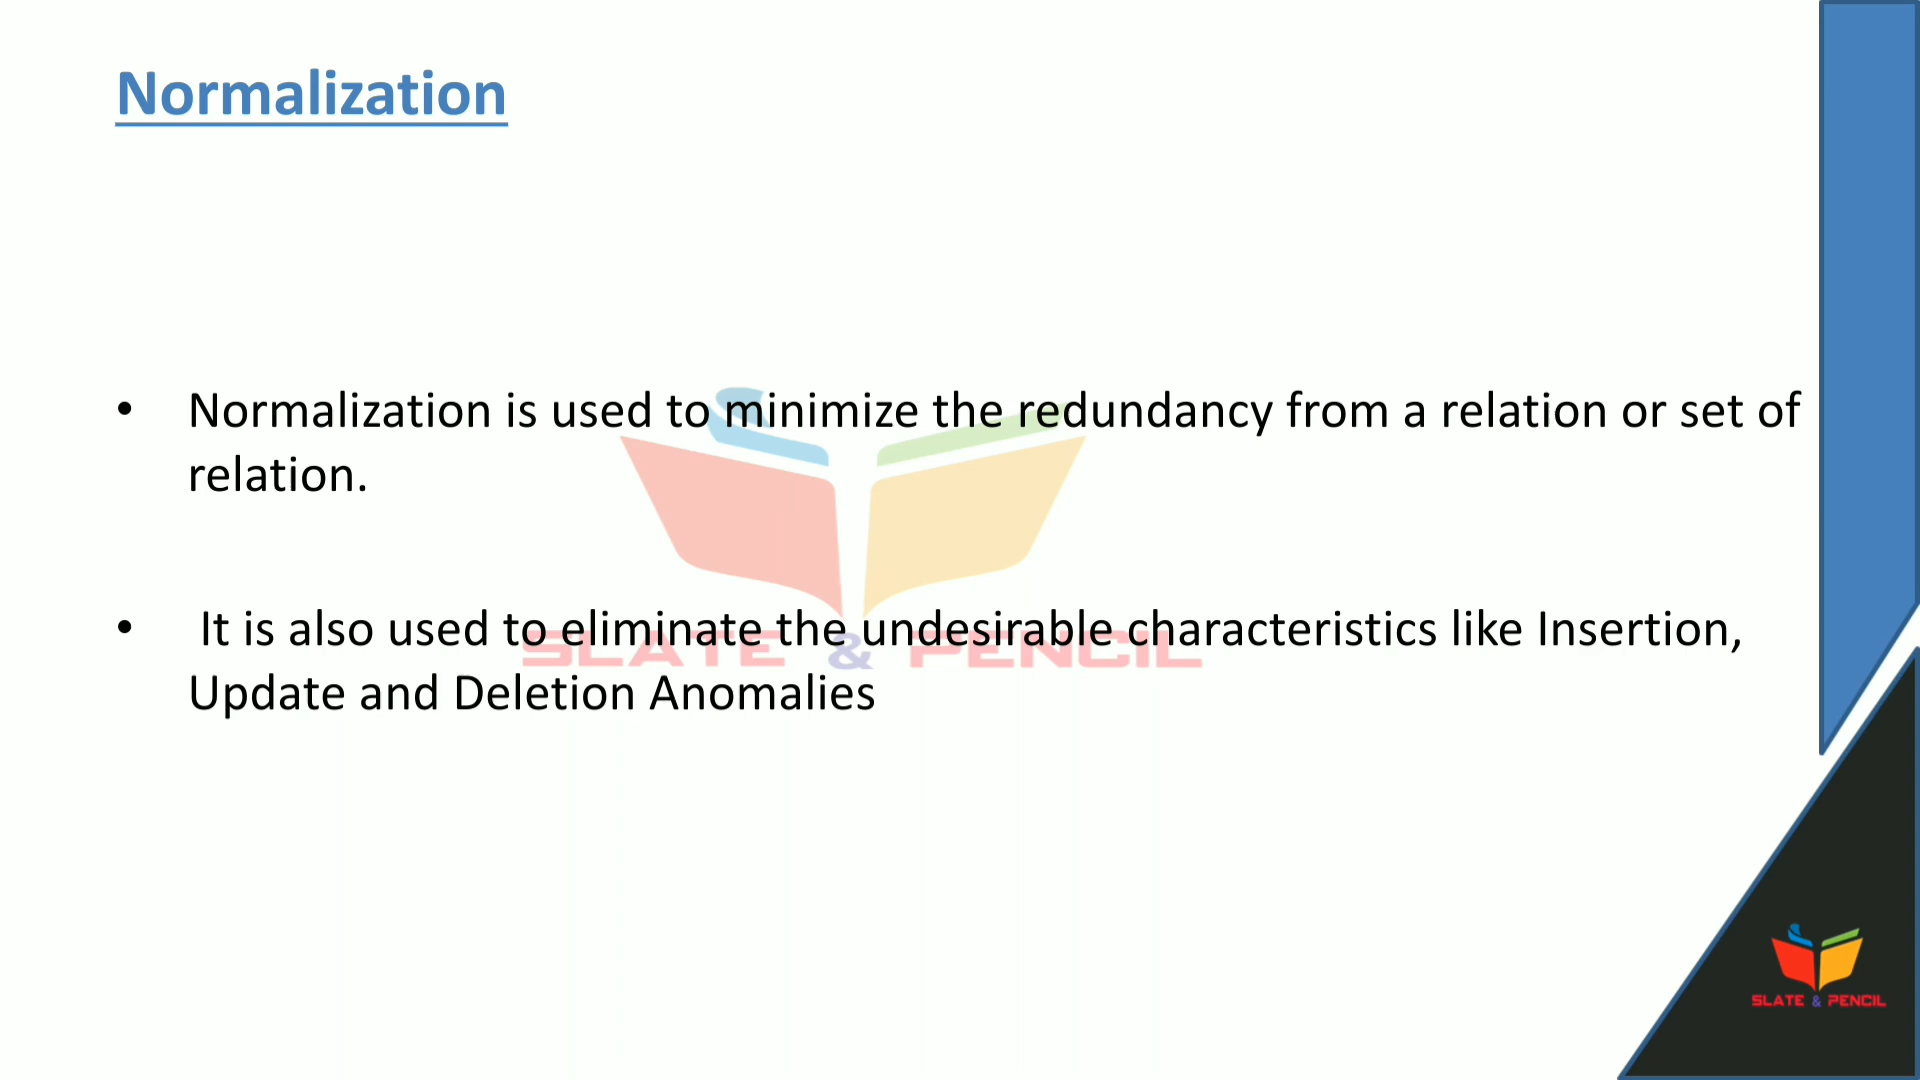 Normalization
• Normalization is used to minimize the redundancy from a relation or set of
relation.
• It is also used to eliminate the undesirable characteristics like Insertion,
Update and Deletion Anomalies
SLATE & PENCIL
SLATE & PENCIL